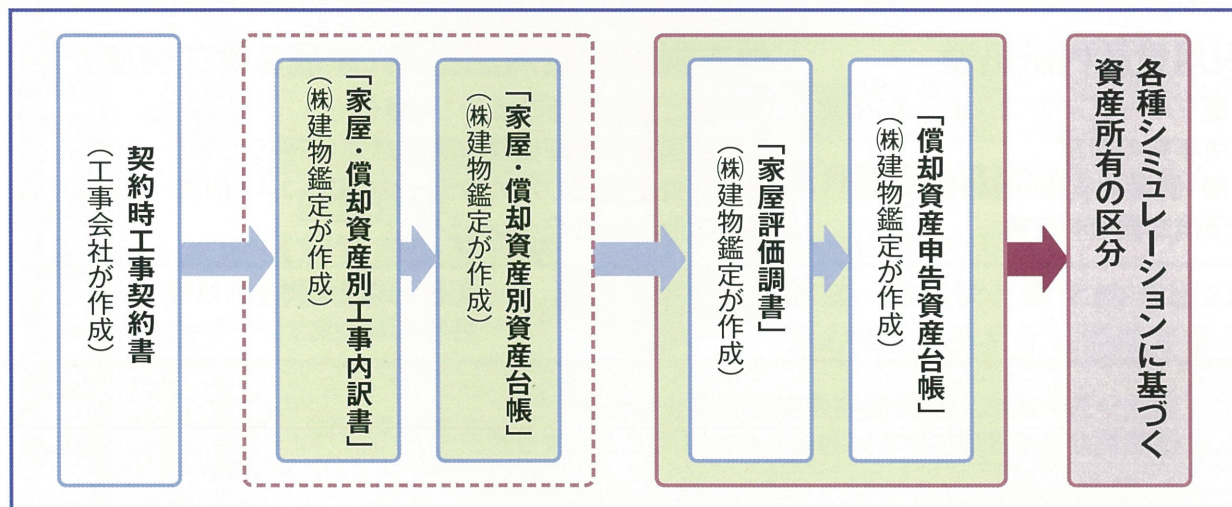 契約時工事契約書
（工事会社が作成）
「家屋・償却資産別工事内訳書」
（㈱建物鑑定が作成）
「家屋・償却資産別資産台帳」
（㈱建物鑑定が作成）
「家屋評価調書」
（㈱建物鑑定が作成）
「償却資産申告資産台帳」
（㈱建物鑑定が作成）
各種シミュレーションに基づく
資産所有の区分